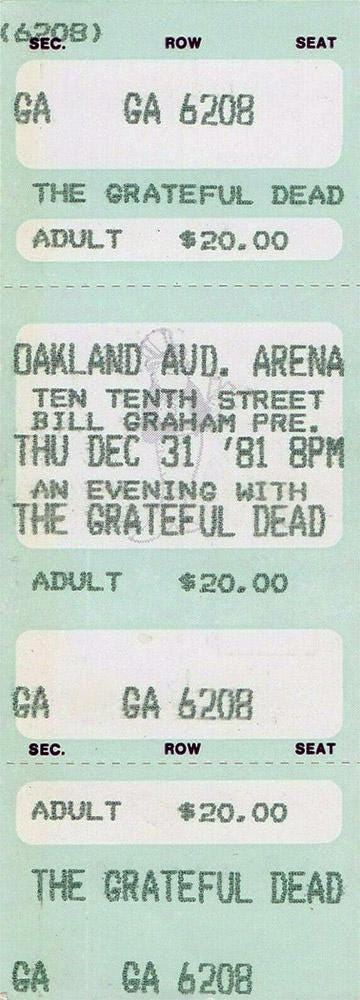 (6208)
SEC. ROW SEAT
GA GA 6208
THE GRATEFUL DEAD
ADULT $20.00
OAKLAND AUD. ARENA
TEN TENTH STREET
BILL GRAHAM PRE.
THU DEC 31 '81 8PM
AN EVENING WITH
THE GRATEFUL DEAD
ADULT $20.00
GA GA 6208
SEC. ROW SEAT
ADULT $20.00
THE GRATEFUL DEAD
GA GA 6208